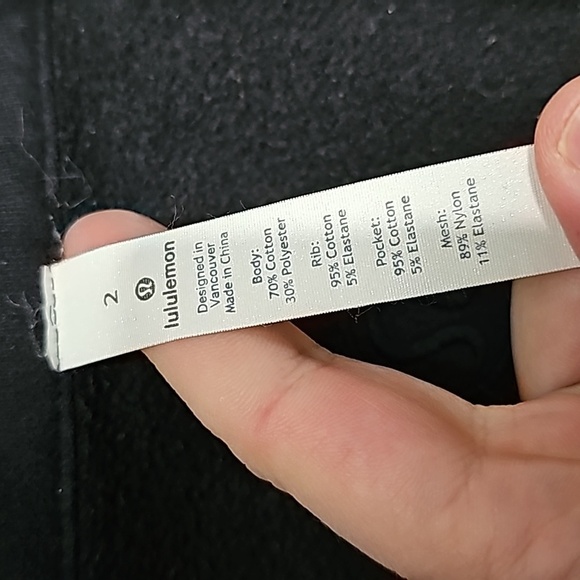 2
lululemon
Designed in
Vancouver
Made in China
Body:
70% Cotton
30% Polyester
Rib:
95% Cotton
5% Elastane
Pocket:
95% Cotton
5% Elastane
Mesh:
89% Nylon
11% Elastane